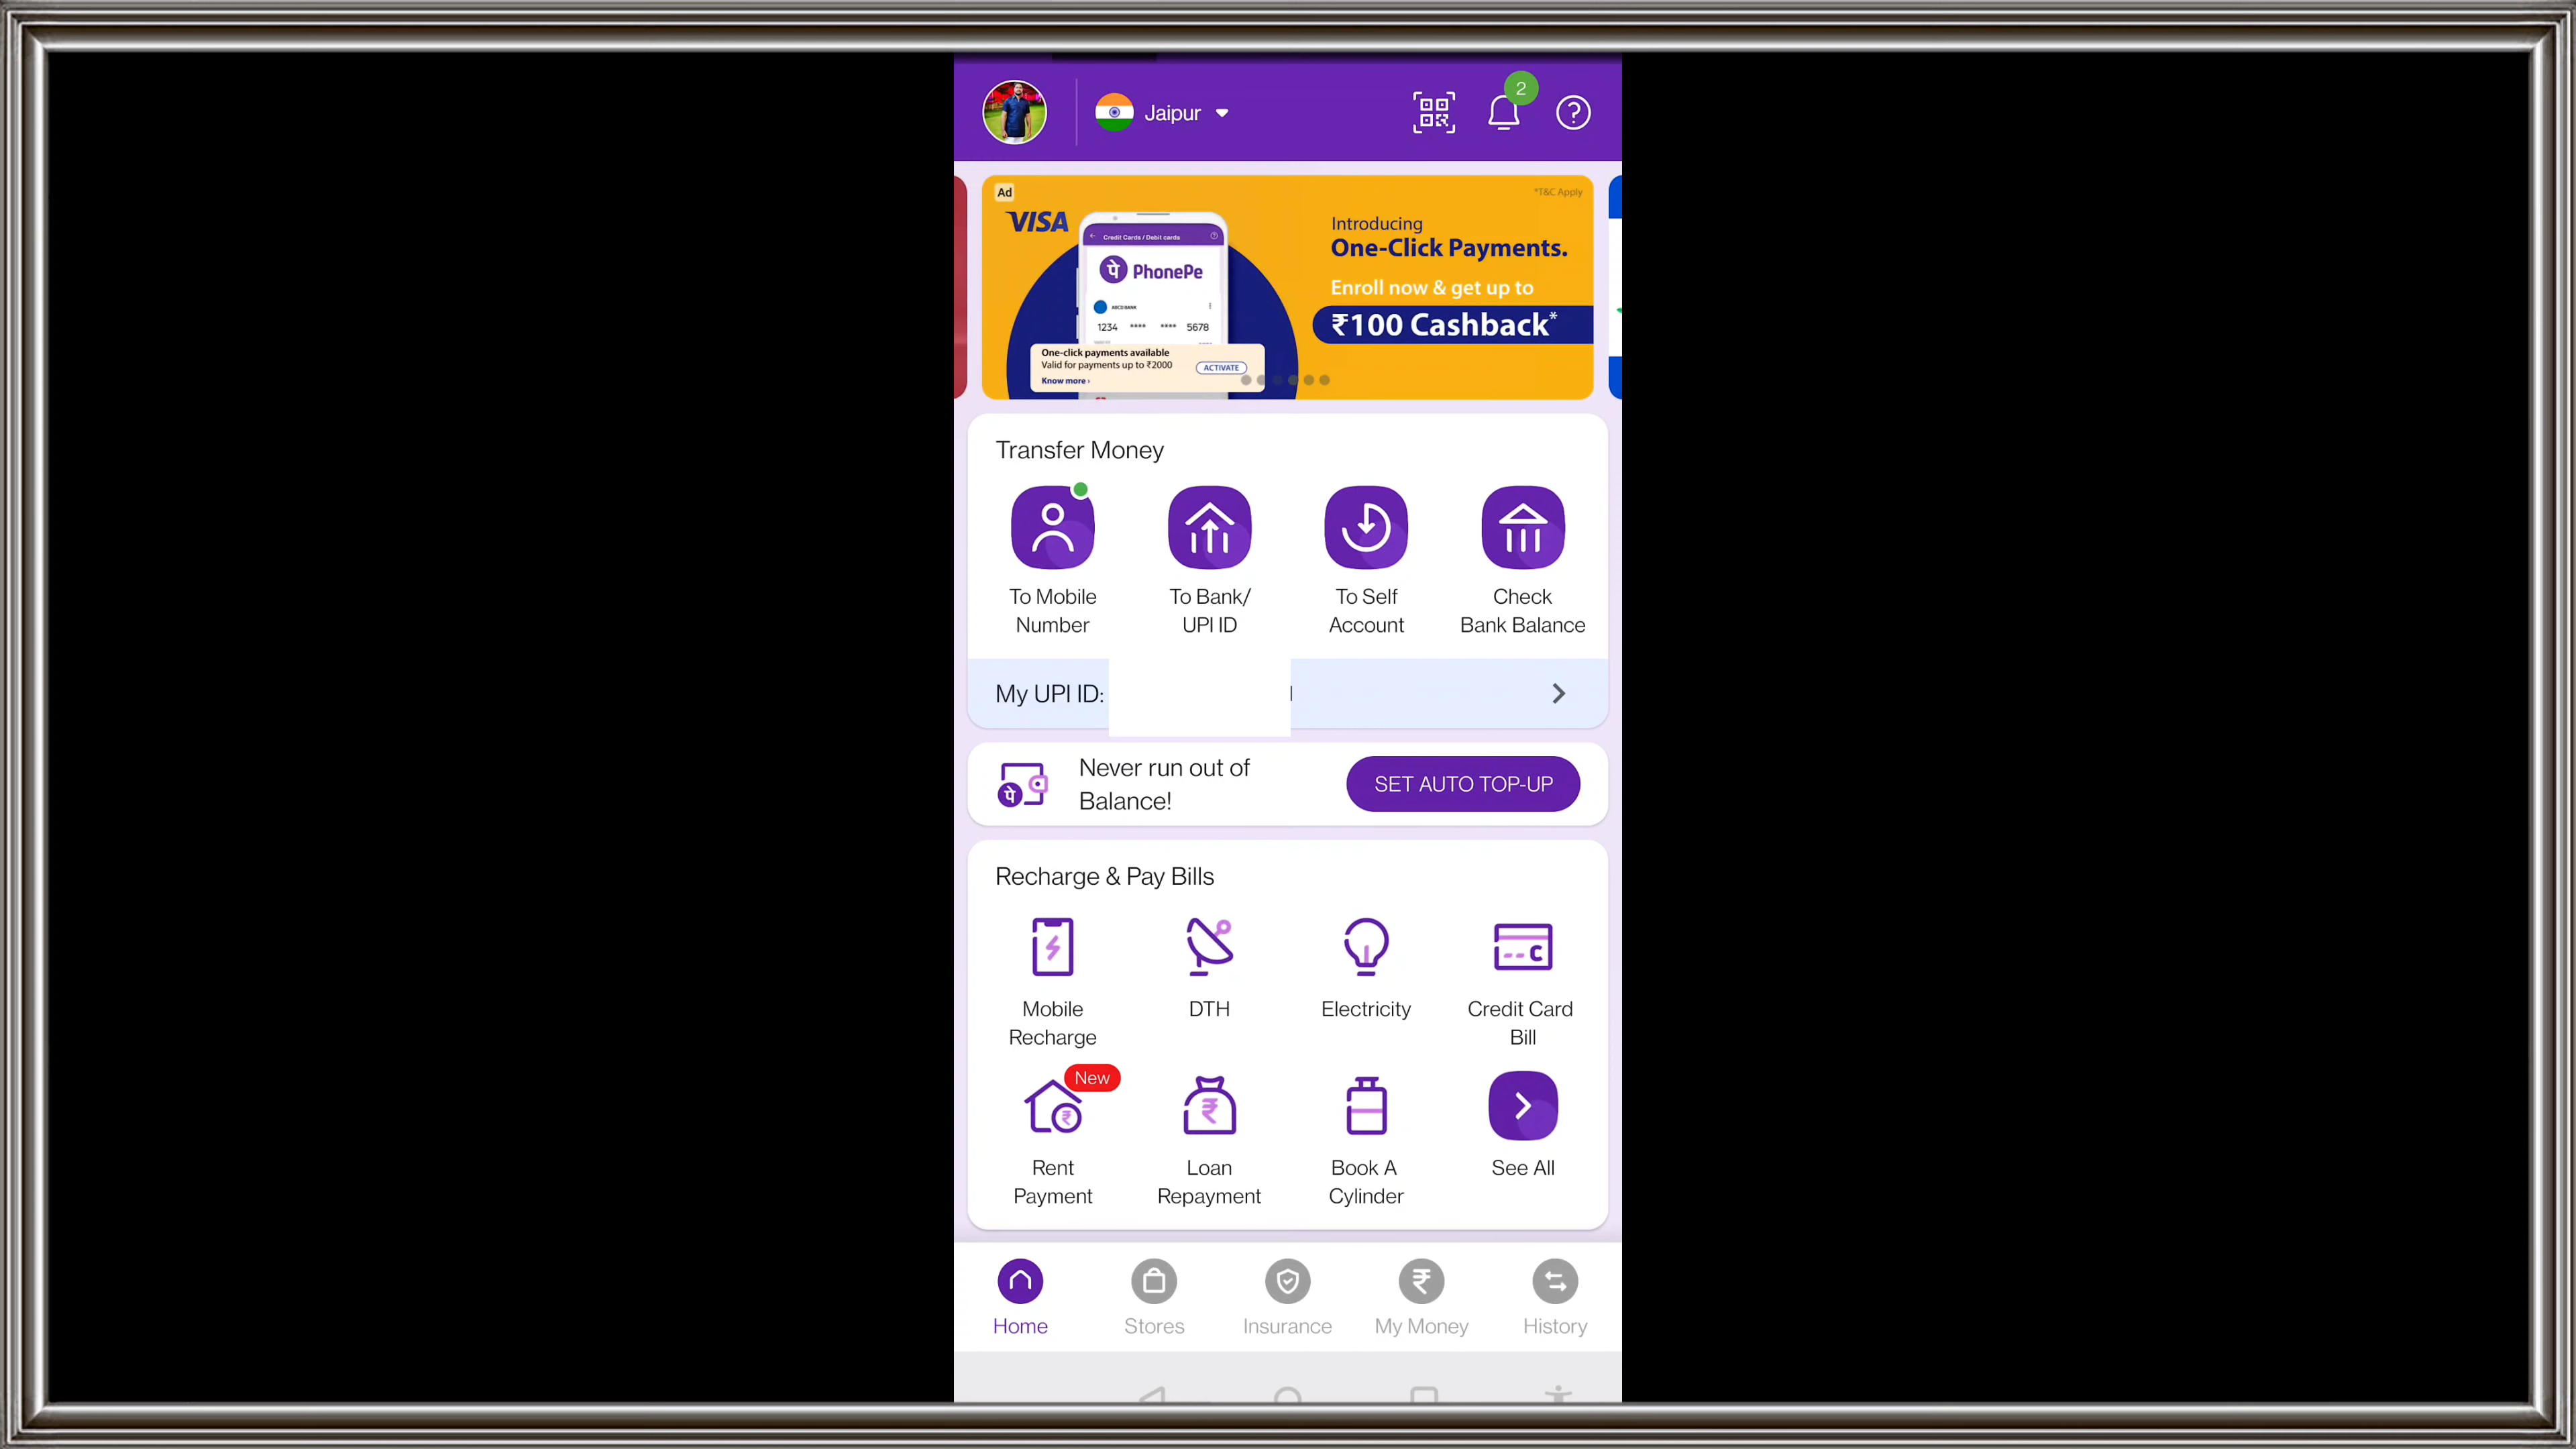 Jaipur
2
Ad
*T&C Apply
VISA
Credit Cards / Debit cards
पे PhonePe
ABCD BANK
1234 **** **** 5678
One-click payments available
Valid for payments up to ₹2000
ACTIVATE
Know more ›
Introducing
One-Click Payments.
Enroll now & get up to
₹100 Cashback*
Transfer Money
To Mobile Number
To Bank/ UPI ID
To Self Account
Check Bank Balance
My UPI ID:
पे
Never run out of
Balance!
SET AUTO TOP-UP
Recharge & Pay Bills
Mobile Recharge
DTH
Electricity
Credit Card Bill
New
Rent Payment
Loan Repayment
Book A Cylinder
See All
Home
Stores
Insurance
My Money
History